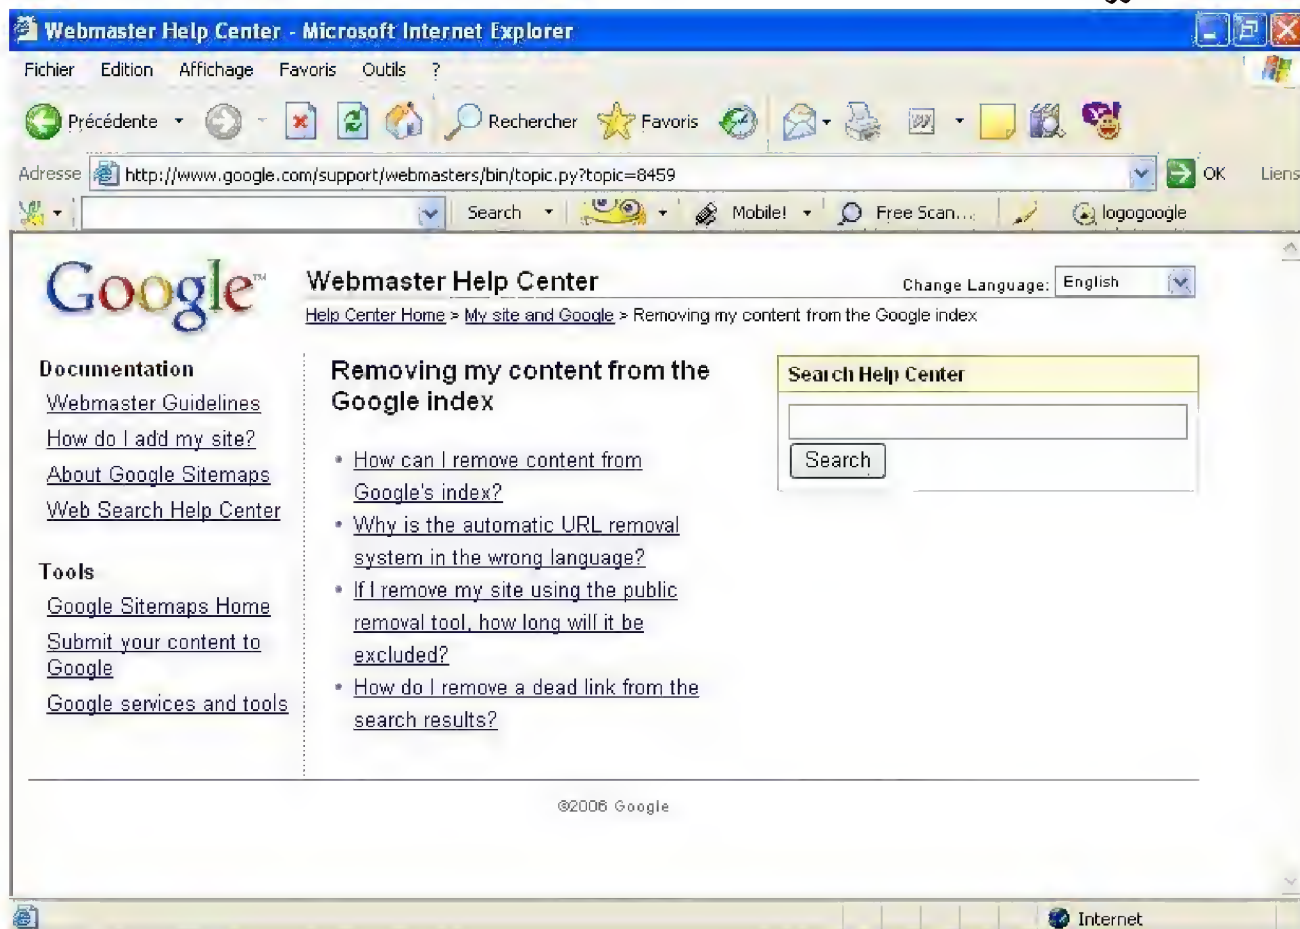 Webmaster Help Center - Microsoft Internet Explorer
Fichier Edition Affichage Favoris Outils ?
Précédente Rechercher Favoris
Adresse http://www.google.com/support/webmasters/bin/topic.py?topic=8459 OK Liens
Search Mobile! Free Scan... logogoogle
Google™
Webmaster Help Center
Change Language: English
Help Center Home > My site and Google > Removing my content from the Google index
Documentation
Webmaster Guidelines
How do I add my site?
About Google Sitemaps
Web Search Help Center
Tools
Google Sitemaps Home
Submit your content to
Google
Google services and tools
Removing my content from the
Google index
• How can I remove content from
Google's index?
• Why is the automatic URL removal
system in the wrong language?
• If I remove my site using the public
removal tool, how long will it be
excluded?
• How do I remove a dead link from the
search results?
Search Help Center
Search
©2006 Google
Internet